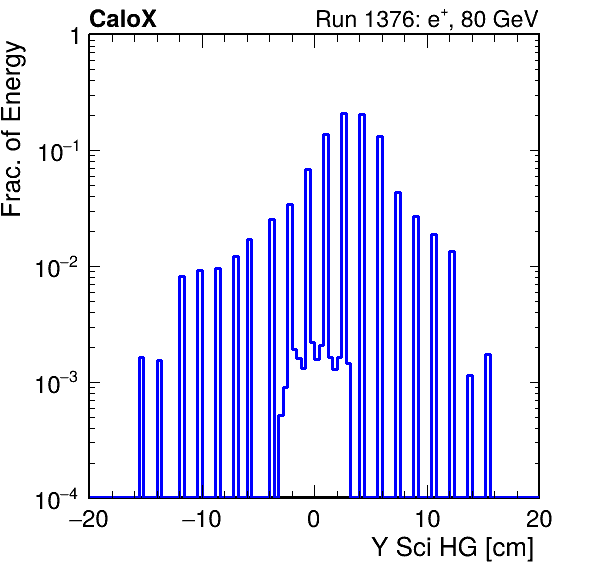 CaloX Run 1376: e⁺, 80 GeV
Frac. of Energy
1
10⁻¹
10⁻²
10⁻³
10⁻⁴
−20 −10 0 10 20
Y Sci HG [cm]